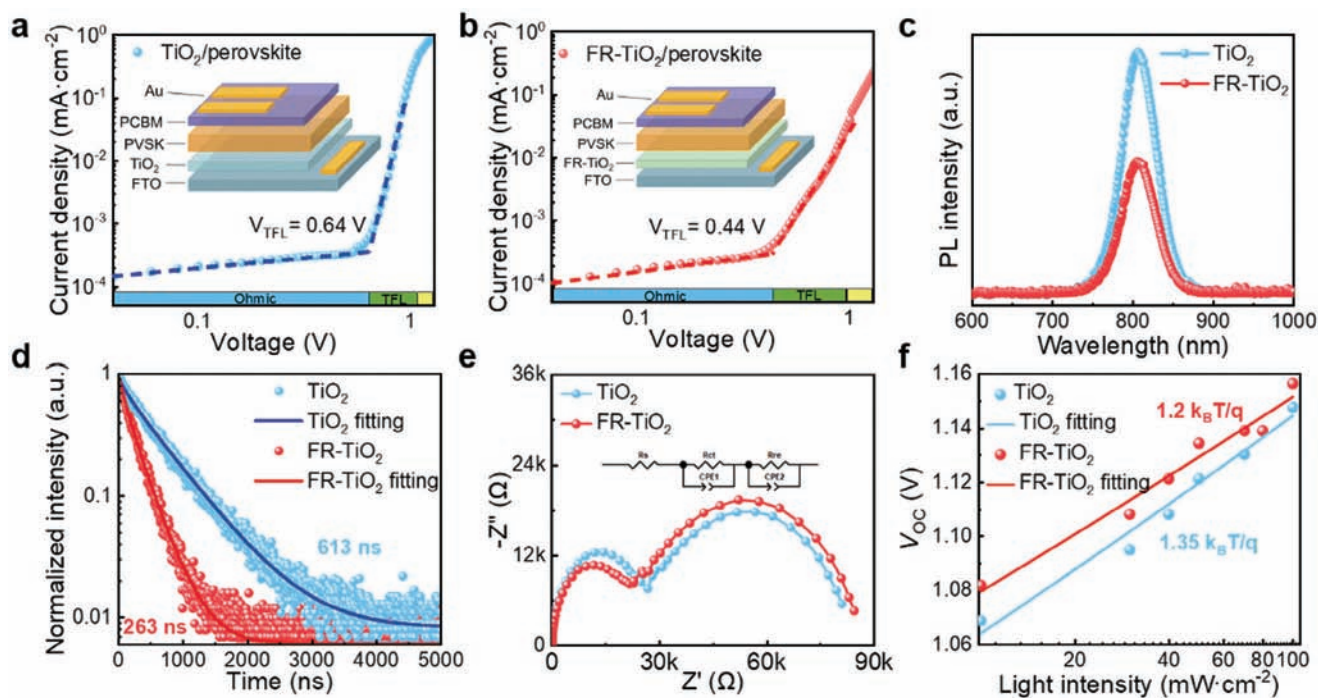 a
Current density (mA·cm⁻²)
10⁰
10⁻¹
10⁻²
10⁻³
10⁻⁴
TiO₂/perovskite
Au
PCBM
PVSK
TiO₂
FTO
V_TFL = 0.64 V
Ohmic
TFL
0.1
1
Voltage (V)
b
Current density (mA·cm⁻²)
10⁰
10⁻¹
10⁻²
10⁻³
10⁻⁴
FR-TiO₂/perovskite
Au
PCBM
PVSK
FR-TiO₂
FTO
V_TFL = 0.44 V
Ohmic
TFL
0.1
1
Voltage (V)
c
PL intensity (a.u.)
TiO₂
FR-TiO₂
600 700 800 900 1000
Wavelength (nm)
d
Normalized intensity (a.u.)
1
0.1
0.01
TiO₂
TiO₂ fitting
FR-TiO₂
FR-TiO₂ fitting
613 ns
263 ns
0 1000 2000 3000 4000 5000
Time (ns)
e
-Z'' (Ω)
36k
24k
12k
0
TiO₂
FR-TiO₂
Rs
Rct
Rre
CPE1
CPE2
0 30k 60k 90k
Z' (Ω)
f
V_OC (V)
1.16
1.14
1.12
1.10
1.08
1.06
TiO₂
TiO₂ fitting
FR-TiO₂
FR-TiO₂ fitting
1.2 k_BT/q
1.35 k_BT/q
20 40 60 80 100
Light intensity (mW·cm⁻²)